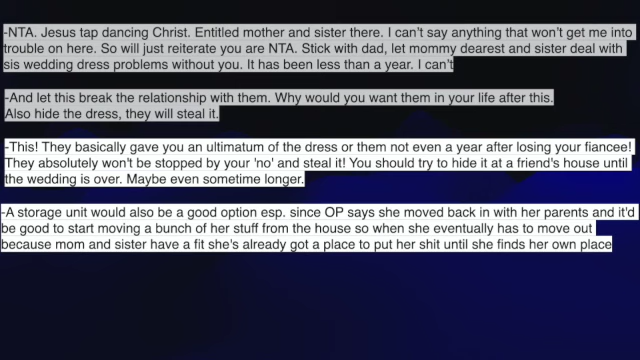 -NTA. Jesus tap dancing Christ. Entitled mother and sister there. I can't say anything that won't get me into
trouble on here. So will just reiterate you are NTA. Stick with dad, let mommy dearest and sister deal with
sis wedding dress problems without you. It has been less than a year. I can't
-And let this break the relationship with them. Why would you want them in your life after this.
Also hide the dress, they will steal it.
-This! They basically gave you an ultimatum of the dress or them not even a year after losing your fiancee!
They absolutely won't be stopped by your 'no' and steal it! You should try to hide it at a friend's house until
the wedding is over. Maybe even sometime longer.
-A storage unit would also be a good option esp. since OP says she moved back in with her parents and it'd
be good to start moving a bunch of her stuff from the house so when she eventually has to move out
because mom and sister have a fit she's already got a place to put her shit until she finds her own place